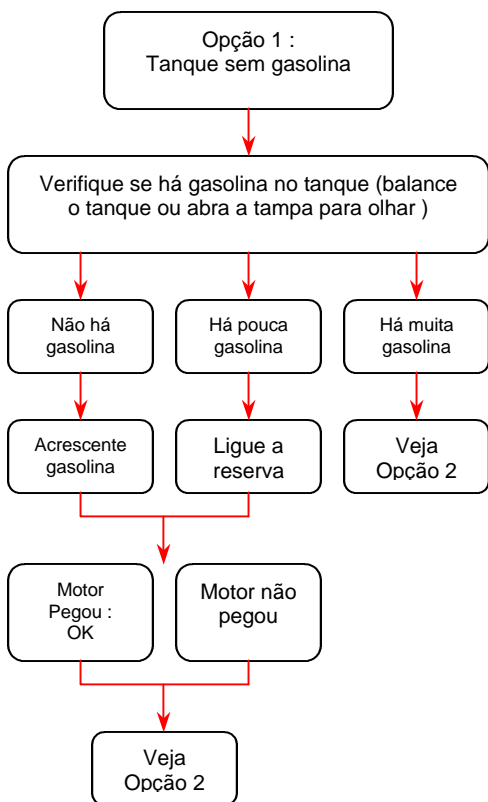 Opção 1 :
Tanque sem gasolina
Verifique se há gasolina no tanque (balance
o tanque ou abra a tampa para olhar )
Não há
gasolina
Há pouca
gasolina
Há muita
gasolina
Acrescente
gasolina
Ligue a
reserva
Veja
Opção 2
Motor
Pegou :
OK
Motor não
pegou
Veja
Opção 2